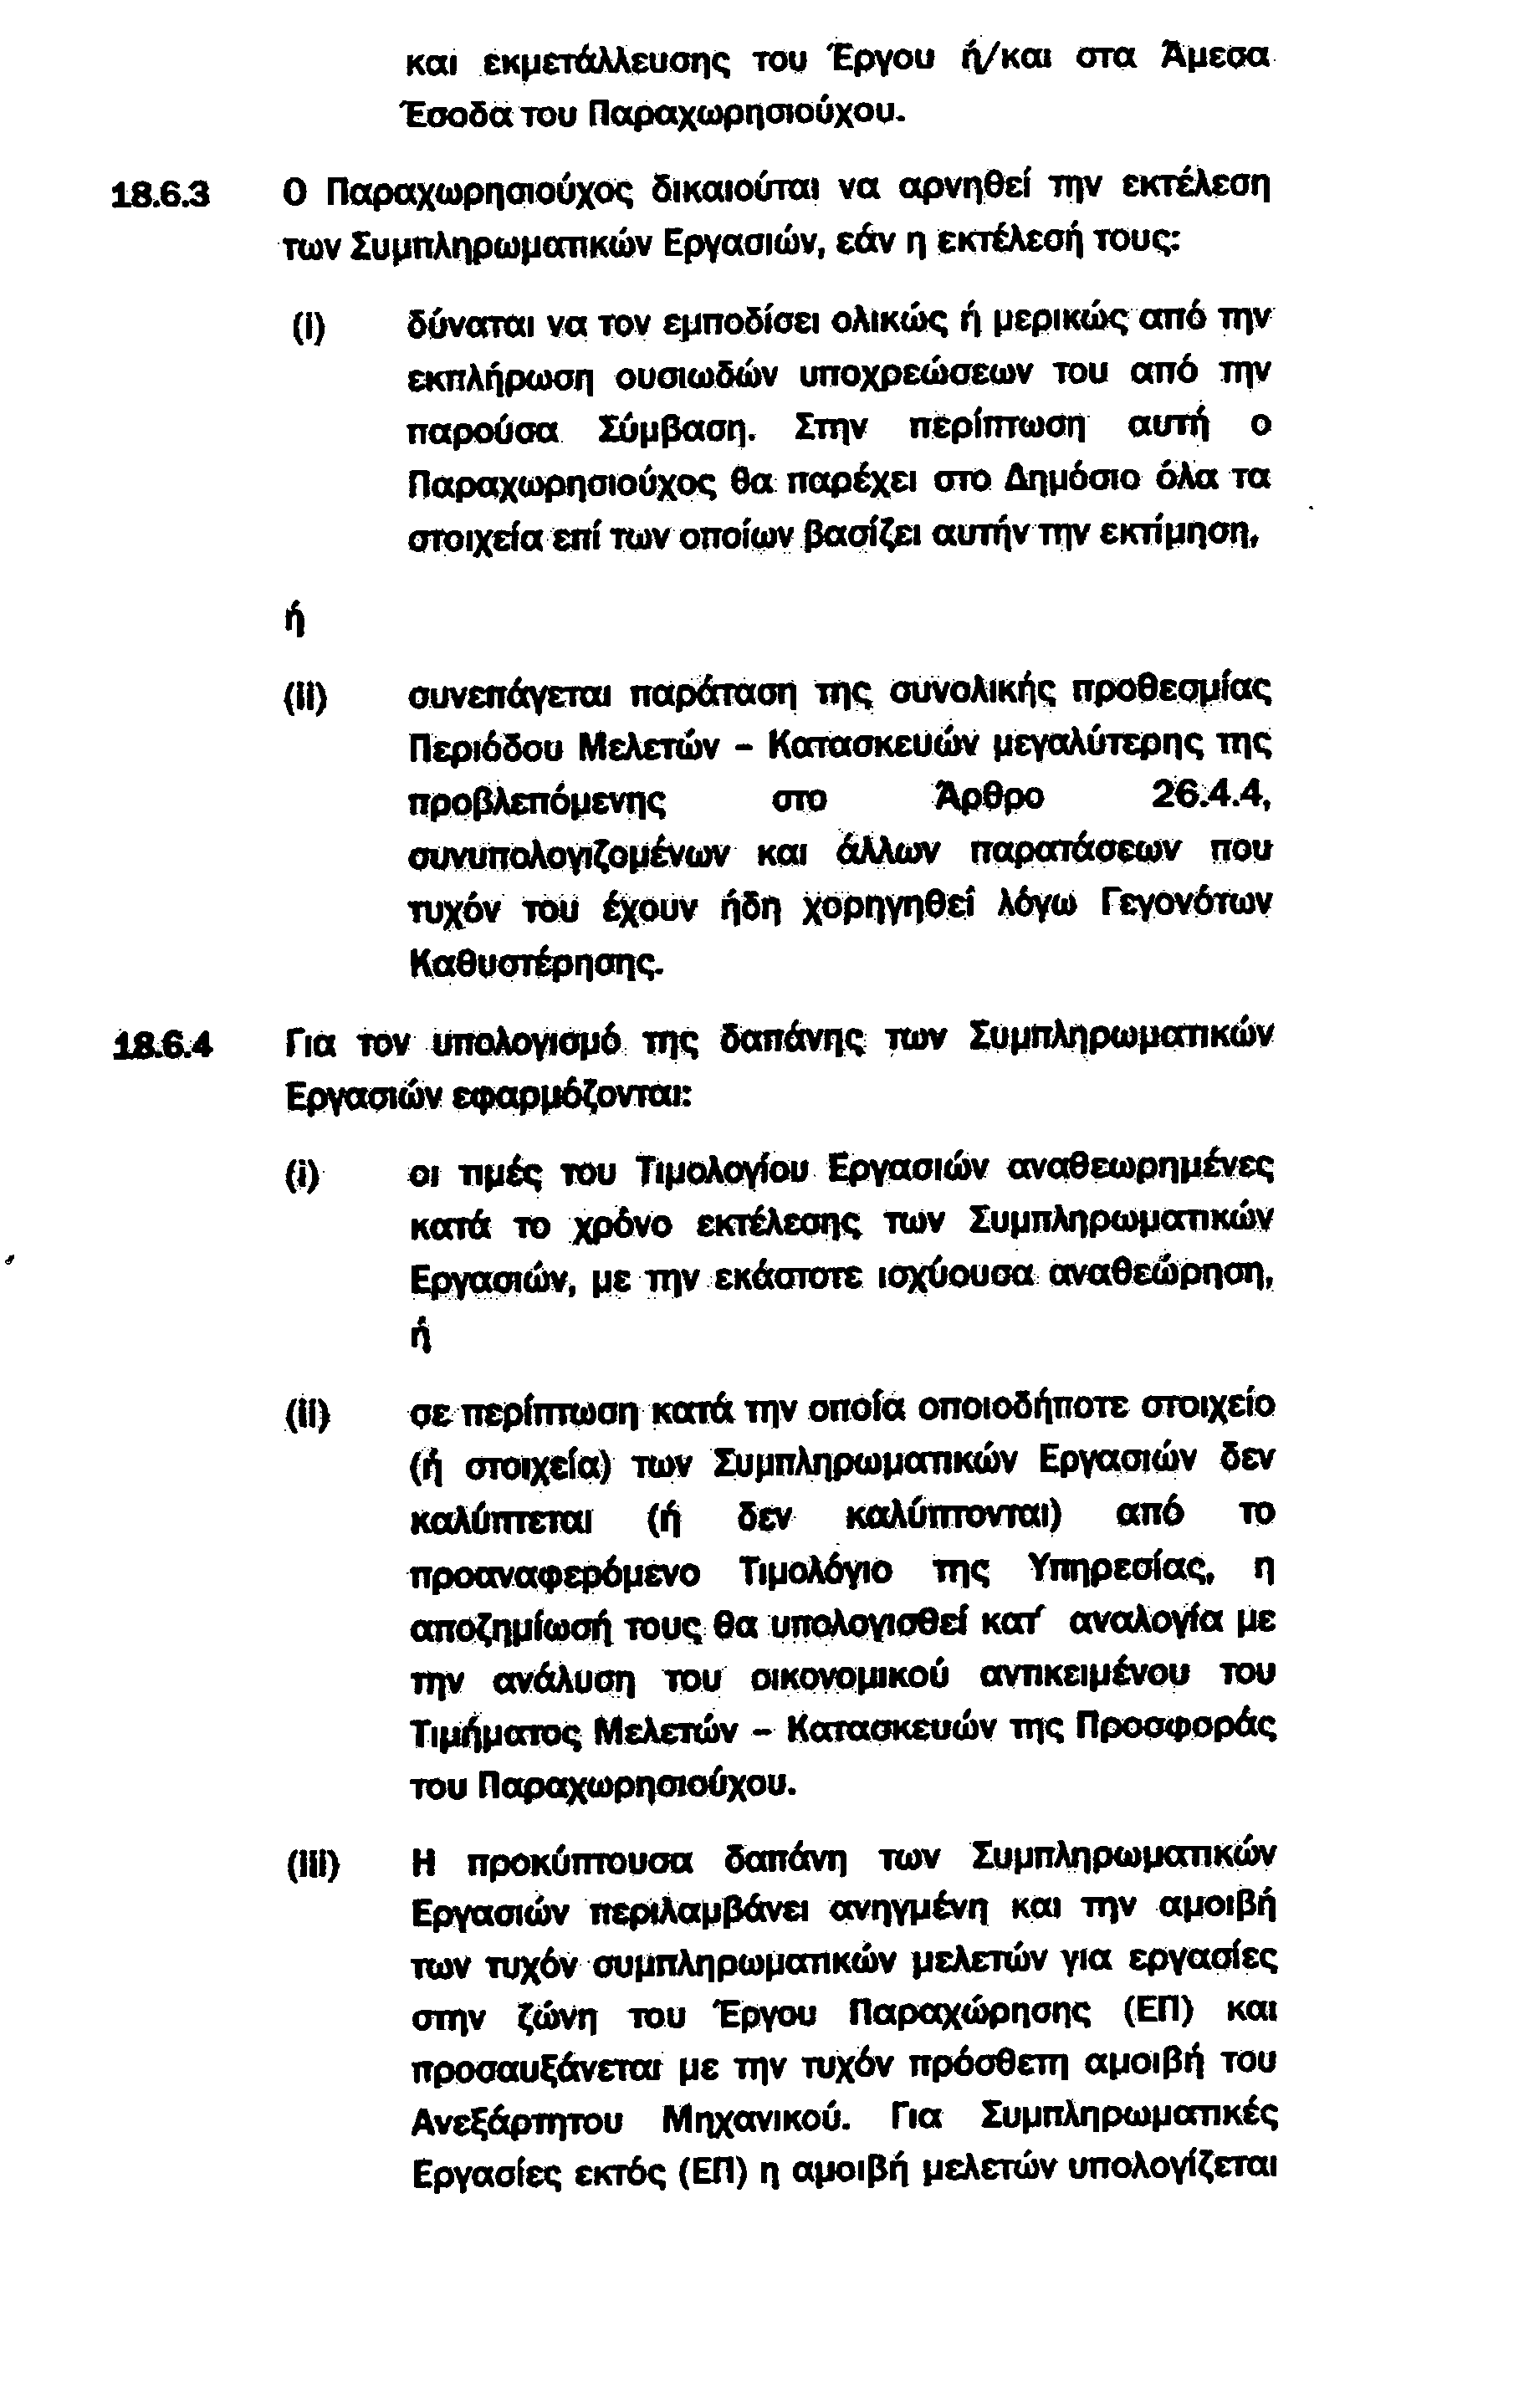 και εκμετάλλευσης του Έργου ή/και στα Άμεσα
Έσοδα του Παραχωρησιούχου.
18.6.3 Ο Παραχωρησιούχος δικαιούται να αρνηθεί την εκτέλεση
των Συμπληρωματικών Εργασιών, εάν η εκτέλεσή τους:
(i) δύναται να τον εμποδίσει ολικώς ή μερικώς από την
εκπλήρωση ουσιωδών υποχρεώσεων του από την
παρούσα Σύμβαση. Στην περίπτωση αυτή ο
Παραχωρησιούχος θα παρέχει στο Δημόσιο όλα τα
στοιχεία επί των οποίων βασίζει αυτήν την εκτίμηση,
ή
(ii) συνεπάγεται παράταση της συνολικής προθεσμίας
Περιόδου Μελετών – Κατασκευών μεγαλύτερης της
προβλεπόμενης στο Άρθρο 26.4.4,
συνυπολογιζομένων και άλλων παρατάσεων που
τυχόν του έχουν ήδη χορηγηθεί λόγω Γεγονότων
Καθυστέρησης.
18.6.4 Για τον υπολογισμό της δαπάνης των Συμπληρωματικών
Εργασιών εφαρμόζονται:
(i) οι τιμές του Τιμολογίου Εργασιών αναθεωρημένες
κατά το χρόνο εκτέλεσης των Συμπληρωματικών
Εργασιών, με την εκάστοτε ισχύουσα αναθεώρηση,
ή
(ii) σε περίπτωση κατά την οποία οποιοδήποτε στοιχείο
(ή στοιχεία) των Συμπληρωματικών Εργασιών δεν
καλύπτεται (ή δεν καλύπτονται) από το
προαναφερόμενο Τιμολόγιο της Υπηρεσίας, η
αποζημίωσή τους θα υπολογισθεί κατ' αναλογία με
την ανάλυση του οικονομικού αντικειμένου του
Τιμήματος Μελετών – Κατασκευών της Προσφοράς
του Παραχωρησιούχου.
(iii) Η προκύπτουσα δαπάνη των Συμπληρωματικών
Εργασιών περιλαμβάνει ανηγμένη και την αμοιβή
των τυχόν συμπληρωματικών μελετών για εργασίες
στην ζώνη του Έργου Παραχώρησης (ΕΠ) και
προσαυξάνεται με την τυχόν πρόσθετη αμοιβή του
Ανεξάρτητου Μηχανικού. Για Συμπληρωματικές
Εργασίες εκτός (ΕΠ) η αμοιβή μελετών υπολογίζεται